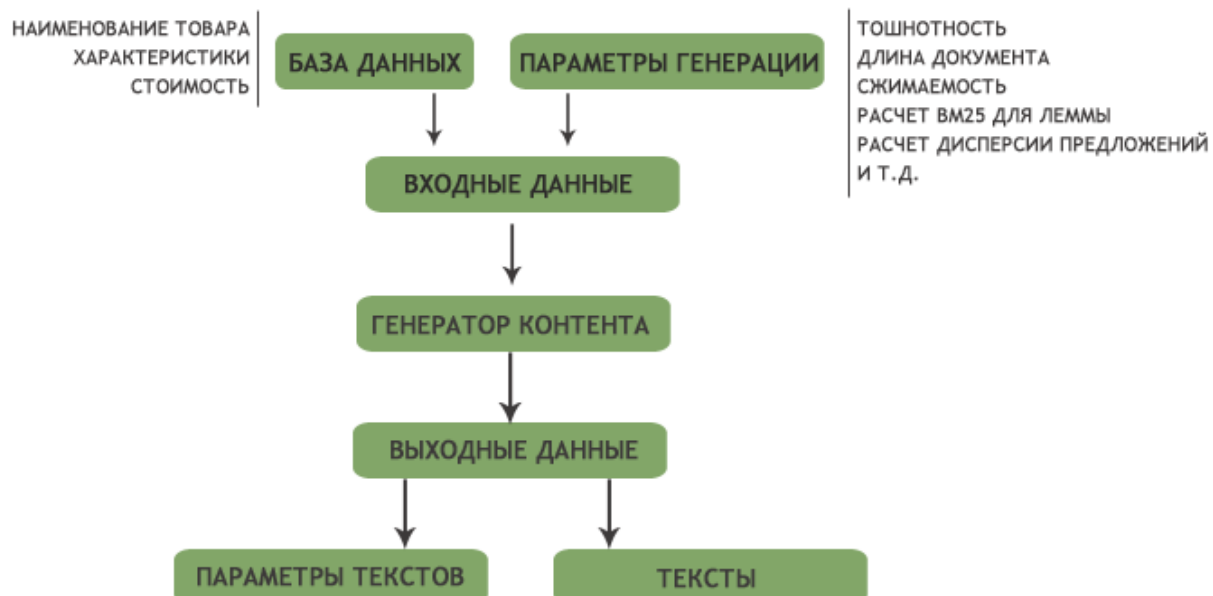 НАИМЕНОВАНИЕ ТОВАРА
ХАРАКТЕРИСТИКИ
СТОИМОСТЬ
БАЗА ДАННЫХ
ПАРАМЕТРЫ ГЕНЕРАЦИИ
ТОШНОТНОСТЬ
ДЛИНА ДОКУМЕНТА
СЖИМАЕМОСТЬ
РАСЧЕТ BM25 ДЛЯ ЛЕММЫ
РАСЧЕТ ДИСПЕРСИИ ПРЕДЛОЖЕНИЙ
И Т.Д.
ВХОДНЫЕ ДАННЫЕ
ГЕНЕРАТОР КОНТЕНТА
ВЫХОДНЫЕ ДАННЫЕ
ПАРАМЕТРЫ ТЕКСТОВ
ТЕКСТЫ